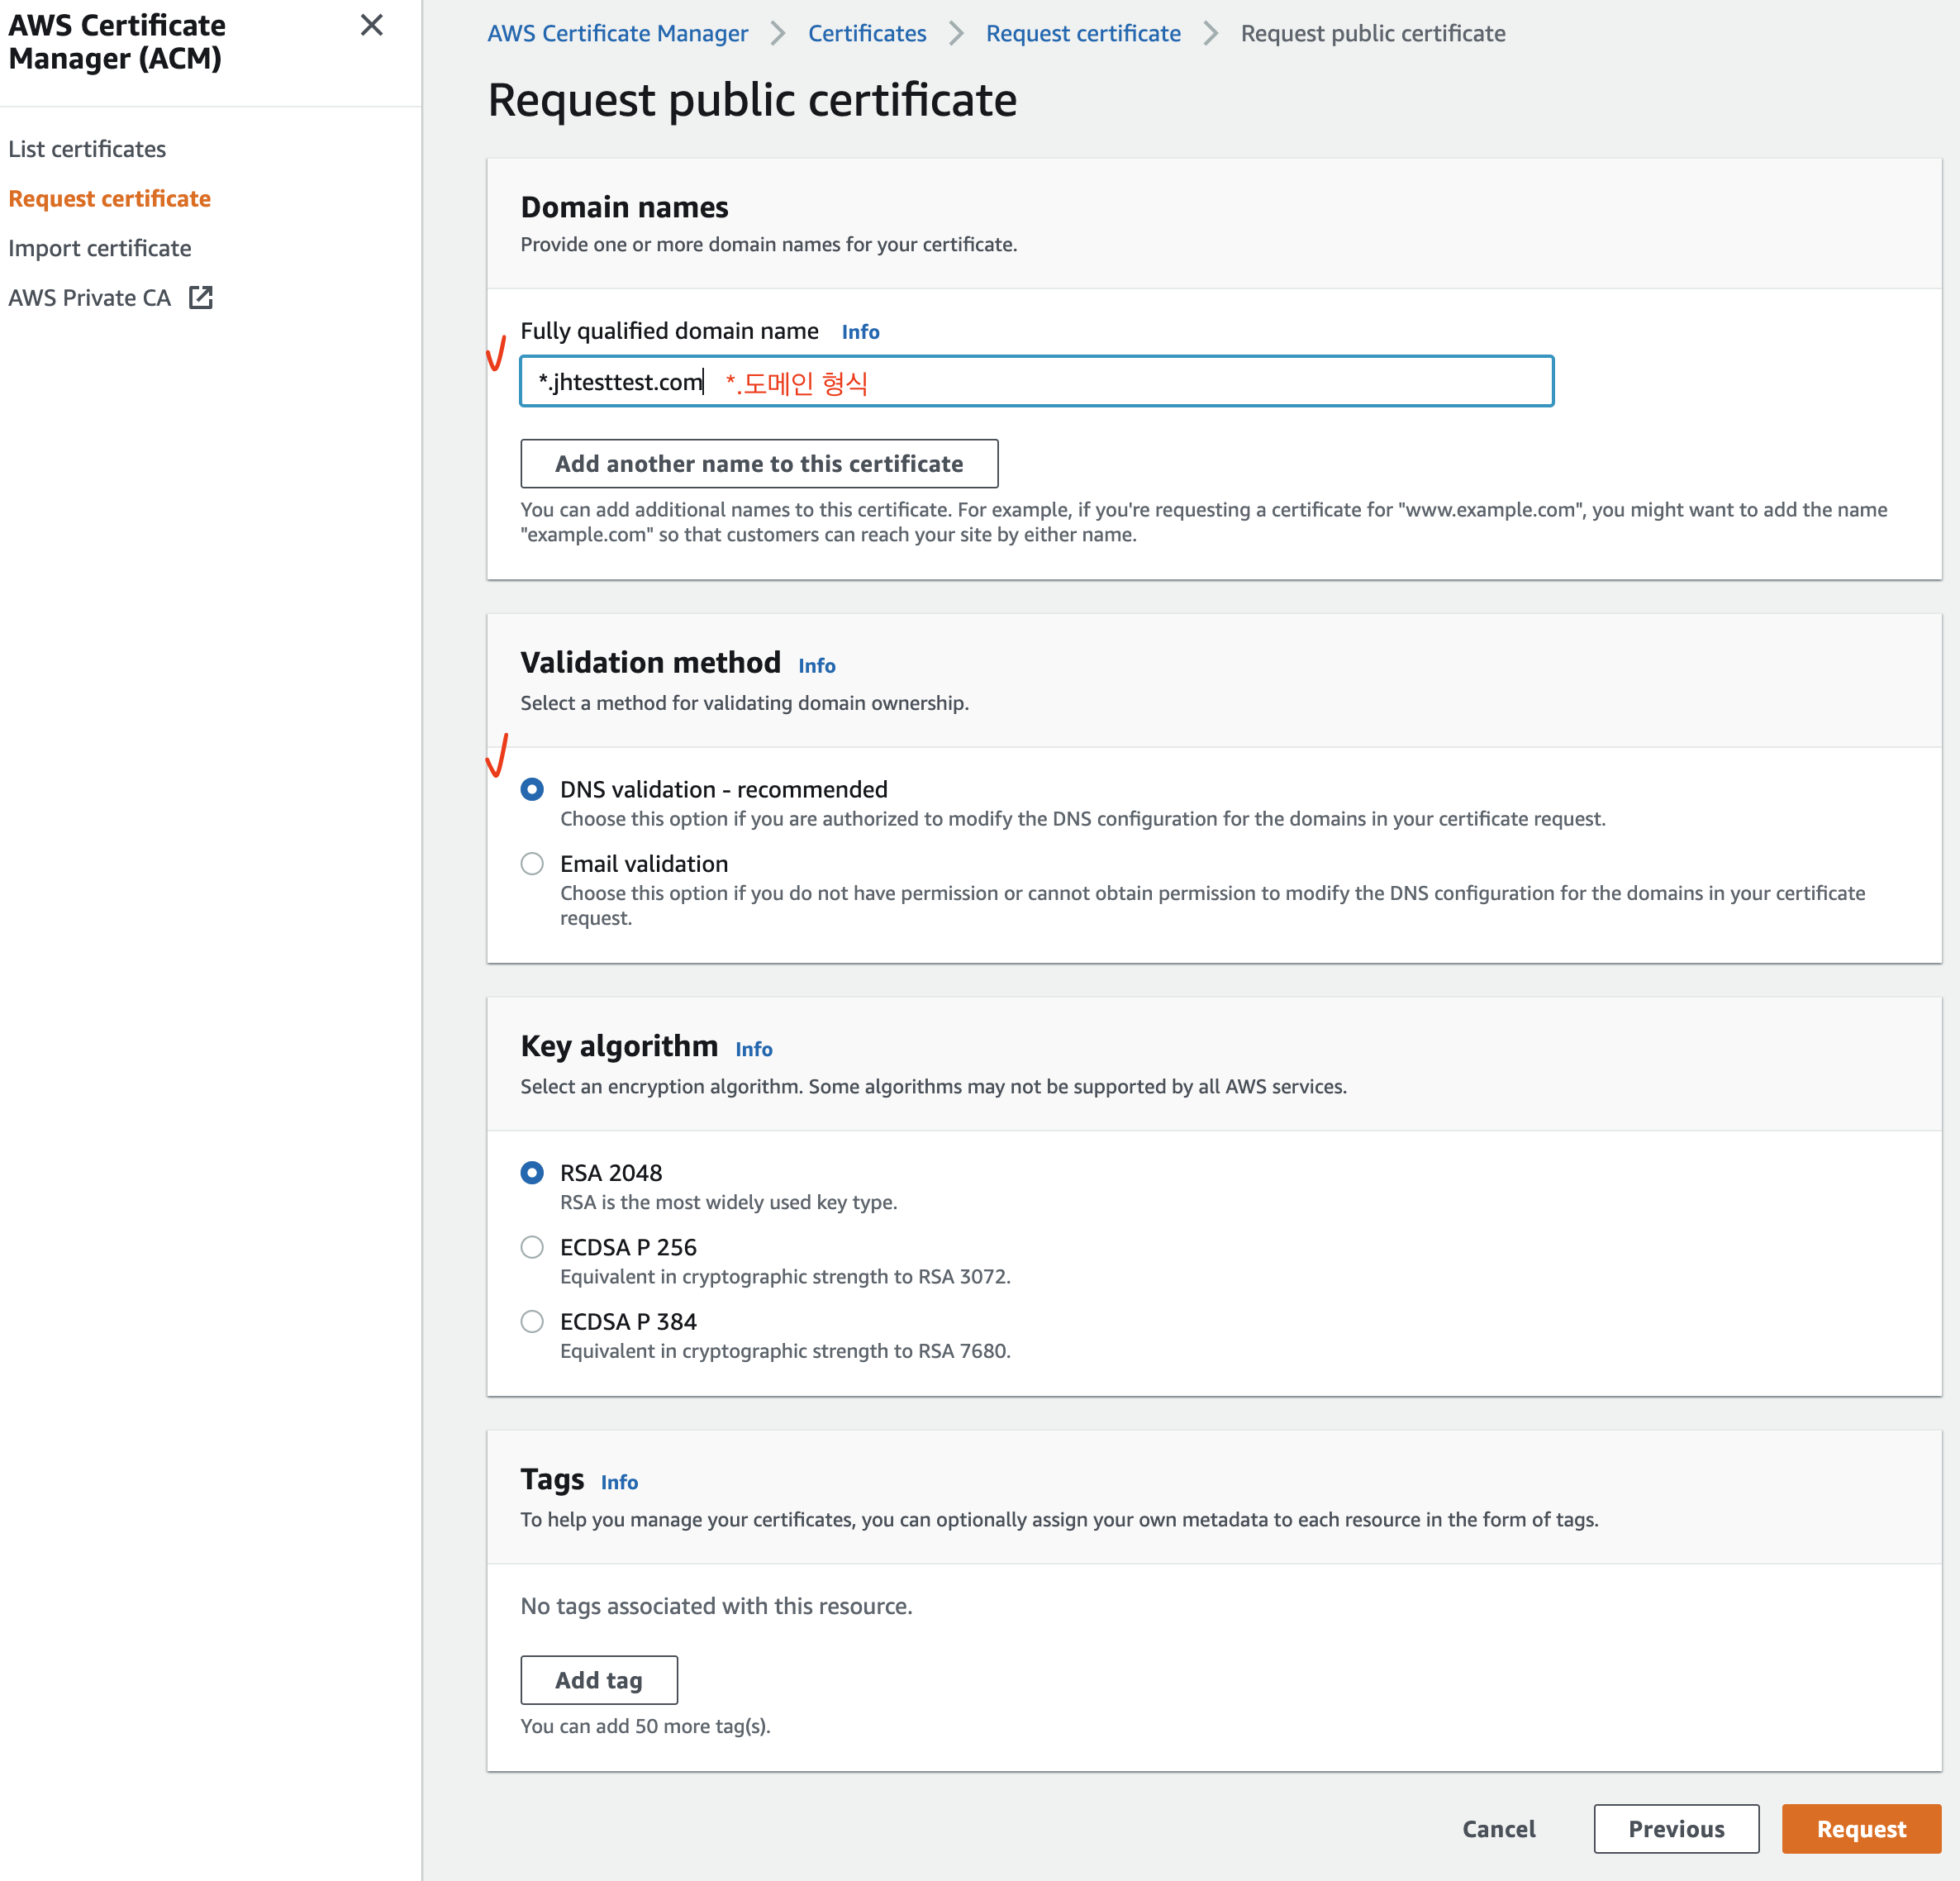 AWS Certificate
Manager (ACM)
List certificates
Request certificate
Import certificate
AWS Private CA
AWS Certificate Manager > Certificates > Request certificate > Request public certificate
Request public certificate
Domain names
Provide one or more domain names for your certificate.
Fully qualified domain name Info
*.jhtesttest.com *.도메인 형식
Add another name to this certificate
You can add additional names to this certificate. For example, if you're requesting a certificate for "www.example.com", you might want to add the name
"example.com" so that customers can reach your site by either name.
Validation method Info
Select a method for validating domain ownership.
DNS validation - recommended
Choose this option if you are authorized to modify the DNS configuration for the domains in your certificate request.
Email validation
Choose this option if you do not have permission or cannot obtain permission to modify the DNS configuration for the domains in your certificate
request.
Key algorithm Info
Select an encryption algorithm. Some algorithms may not be supported by all AWS services.
RSA 2048
RSA is the most widely used key type.
ECDSA P 256
Equivalent in cryptographic strength to RSA 3072.
ECDSA P 384
Equivalent in cryptographic strength to RSA 7680.
Tags Info
To help you manage your certificates, you can optionally assign your own metadata to each resource in the form of tags.
No tags associated with this resource.
Add tag
You can add 50 more tag(s).
Cancel Previous Request